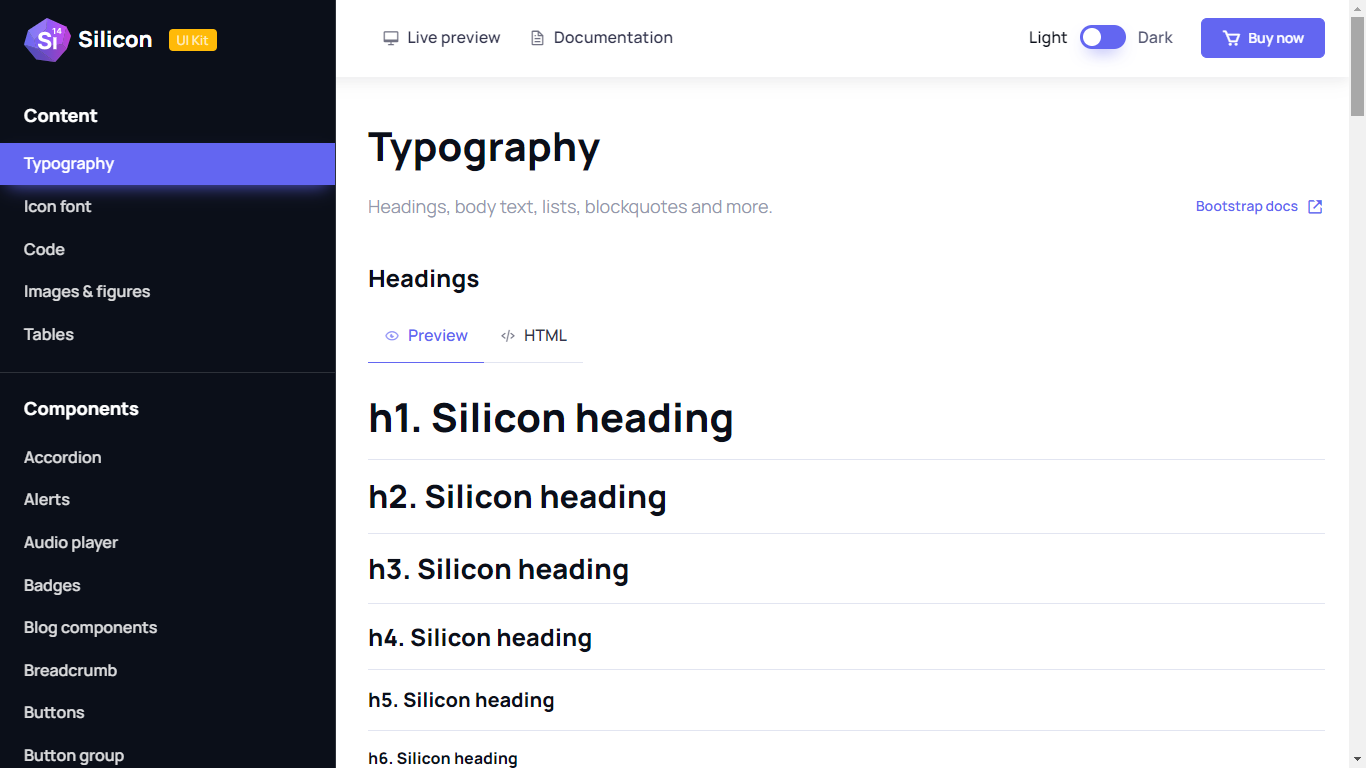 Si 14 Silicon UI Kit
Content
Typography
Icon font
Code
Images & figures
Tables
Components
Accordion
Alerts
Audio player
Badges
Blog components
Breadcrumb
Buttons
Button group
Live preview Documentation Light Dark Buy now
Typography
Headings, body text, lists, blockquotes and more. Bootstrap docs
Headings
Preview </> HTML
h1. Silicon heading
h2. Silicon heading
h3. Silicon heading
h4. Silicon heading
h5. Silicon heading
h6. Silicon heading